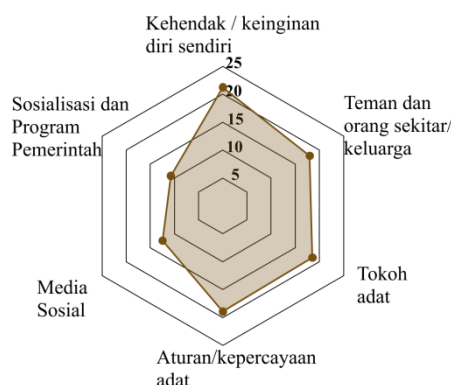 Kehendak / keinginan
diri sendiri
25
20
15
10
5
Teman dan
orang sekitar/
keluarga
Tokoh
adat
Aturan/kepercayaan
adat
Media
Sosial
Sosialisasi dan
Program
Pemerintah